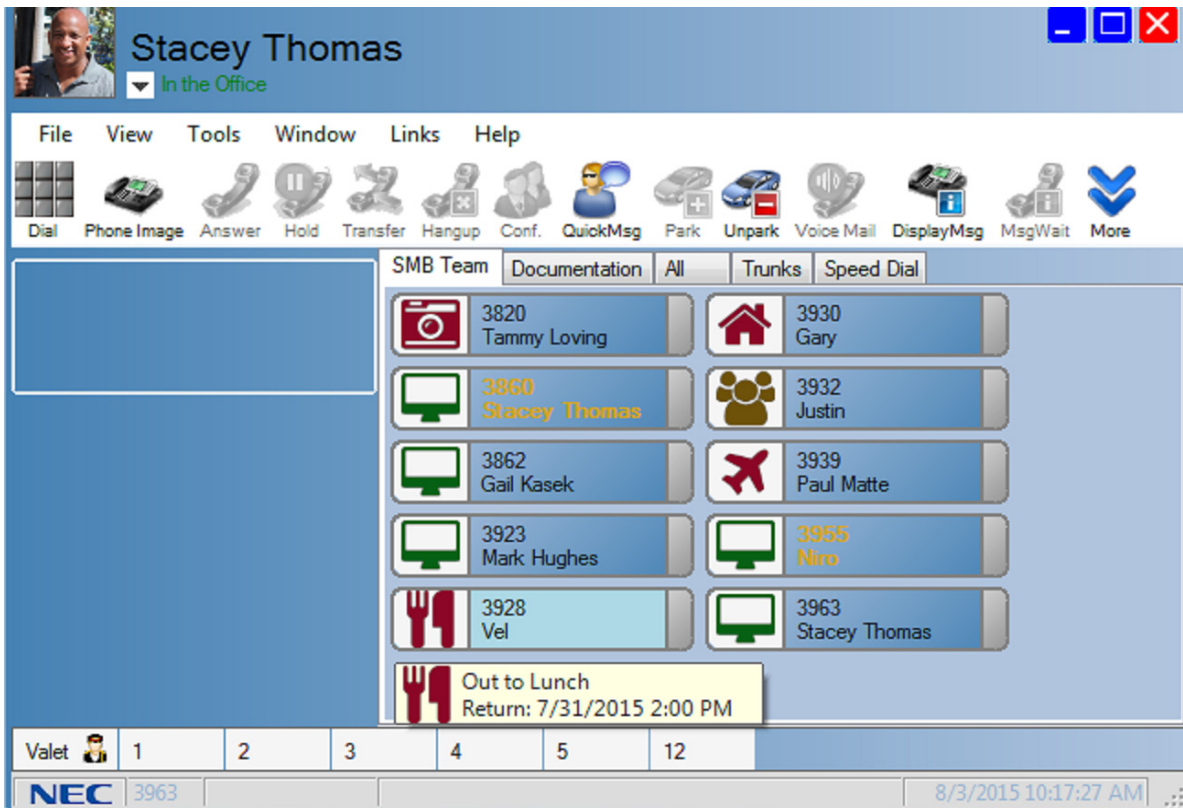 Stacey Thomas
In the Office
File View Tools Window Links Help
Dial Phone Image Answer Hold Transfer Hangup Conf. QuickMsg Park Unpark Voice Mail DisplayMsg MsgWait More
SMB Team Documentation All Trunks Speed Dial
3820
Tammy Loving
3930
Gary
3860
Stacey Thomas
3932
Justin
3862
Gail Kasek
3939
Paul Matte
3923
Mark Hughes
3955
Niro
3928
Vel
3963
Stacey Thomas
Out to Lunch
Return: 7/31/2015 2:00 PM
Valet 1 2 3 4 5 12
NEC 3963 8/3/2015 10:17:27 AM